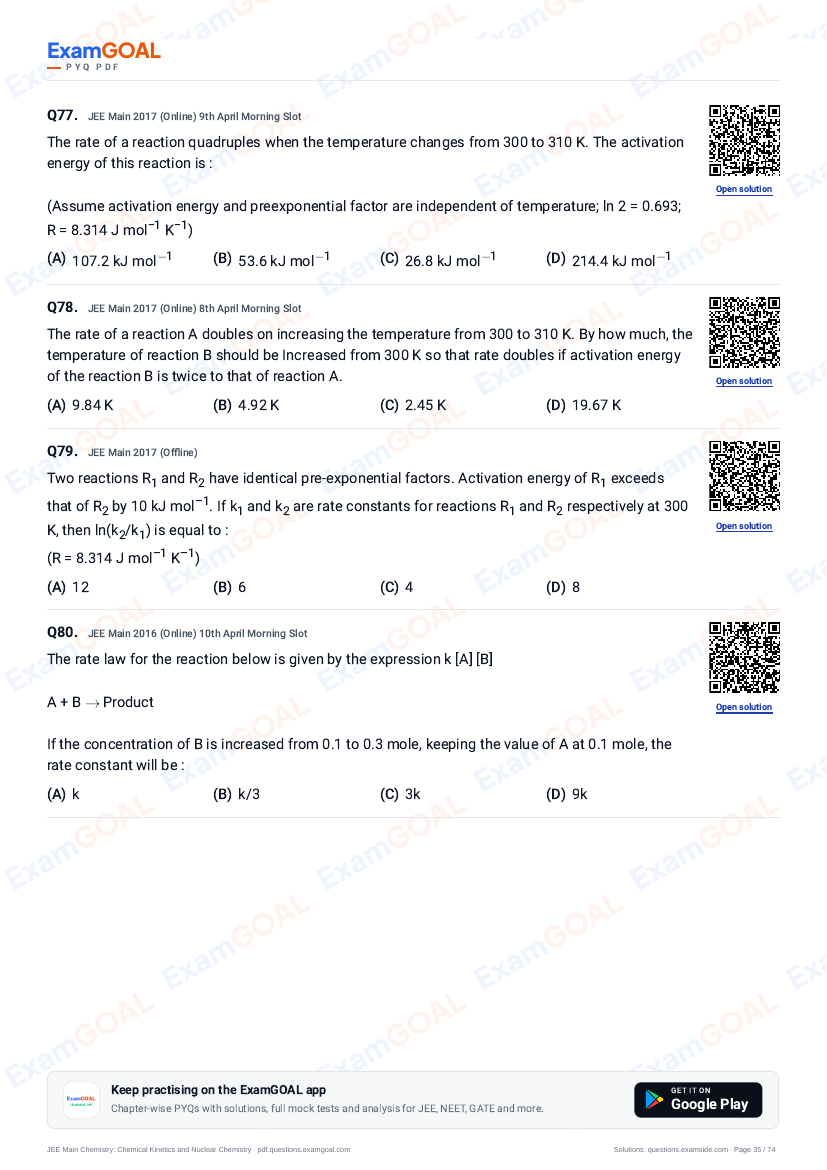 ExamGOAL
PYQ PDF
Q77. JEE Main 2017 (Online) 9th April Morning Slot
The rate of a reaction quadruples when the temperature changes from 300 to 310 K. The activation
energy of this reaction is :
(Assume activation energy and preexponential factor are independent of temperature; ln 2 = 0.693;
R = 8.314 J mol⁻¹ K⁻¹)
(A) 107.2 kJ mol⁻¹ (B) 53.6 kJ mol⁻¹ (C) 26.8 kJ mol⁻¹ (D) 214.4 kJ mol⁻¹
Open solution
Q78. JEE Main 2017 (Online) 8th April Morning Slot
The rate of a reaction A doubles on increasing the temperature from 300 to 310 K. By how much, the
temperature of reaction B should be Increased from 300 K so that rate doubles if activation energy
of the reaction B is twice to that of reaction A.
(A) 9.84 K (B) 4.92 K (C) 2.45 K (D) 19.67 K
Open solution
Q79. JEE Main 2017 (Offline)
Two reactions R₁ and R₂ have identical pre-exponential factors. Activation energy of R₁ exceeds
that of R₂ by 10 kJ mol⁻¹. If k₁ and k₂ are rate constants for reactions R₁ and R₂ respectively at 300
K, then ln(k₂/k₁) is equal to :
(R = 8.314 J mol⁻¹ K⁻¹)
(A) 12 (B) 6 (C) 4 (D) 8
Open solution
Q80. JEE Main 2016 (Online) 10th April Morning Slot
The rate law for the reaction below is given by the expression k [A] [B]
A + B → Product
If the concentration of B is increased from 0.1 to 0.3 mole, keeping the value of A at 0.1 mole, the
rate constant will be :
(A) k (B) k/3 (C) 3k (D) 9k
Open solution
ExamGOAL
Keep practising on the ExamGOAL app
Chapter-wise PYQs with solutions, full mock tests and analysis for JEE, NEET, GATE and more.
GET IT ON
Google Play
JEE Main Chemistry: Chemical Kinetics and Nuclear Chemistry · pdf.questions.examgoal.com
Solutions: questions.examside.com · Page 35 / 74